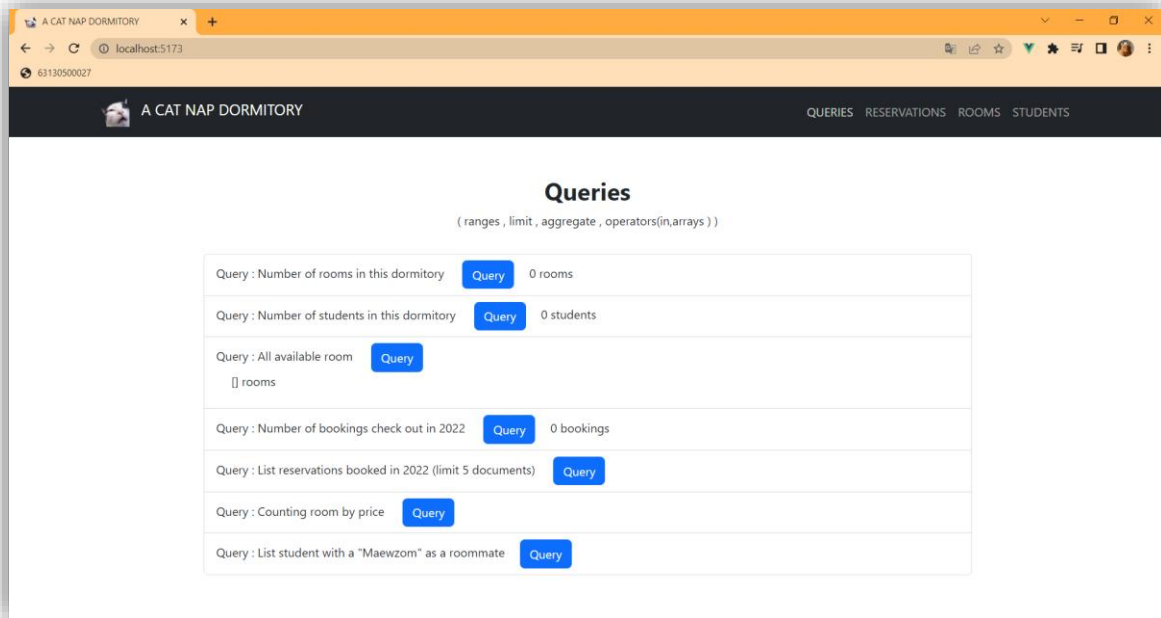 A CAT NAP DORMITORY
localhost:5173
63130500027
A CAT NAP DORMITORY QUERIES RESERVATIONS ROOMS STUDENTS
Queries
( ranges , limit , aggregate , operators(in,arrays ) )
Query : Number of rooms in this dormitory Query 0 rooms
Query : Number of students in this dormitory Query 0 students
Query : All available room Query
[] rooms
Query : Number of bookings check out in 2022 Query 0 bookings
Query : List reservations booked in 2022 (limit 5 documents) Query
Query : Counting room by price Query
Query : List student with a "Maewzom" as a roommate Query